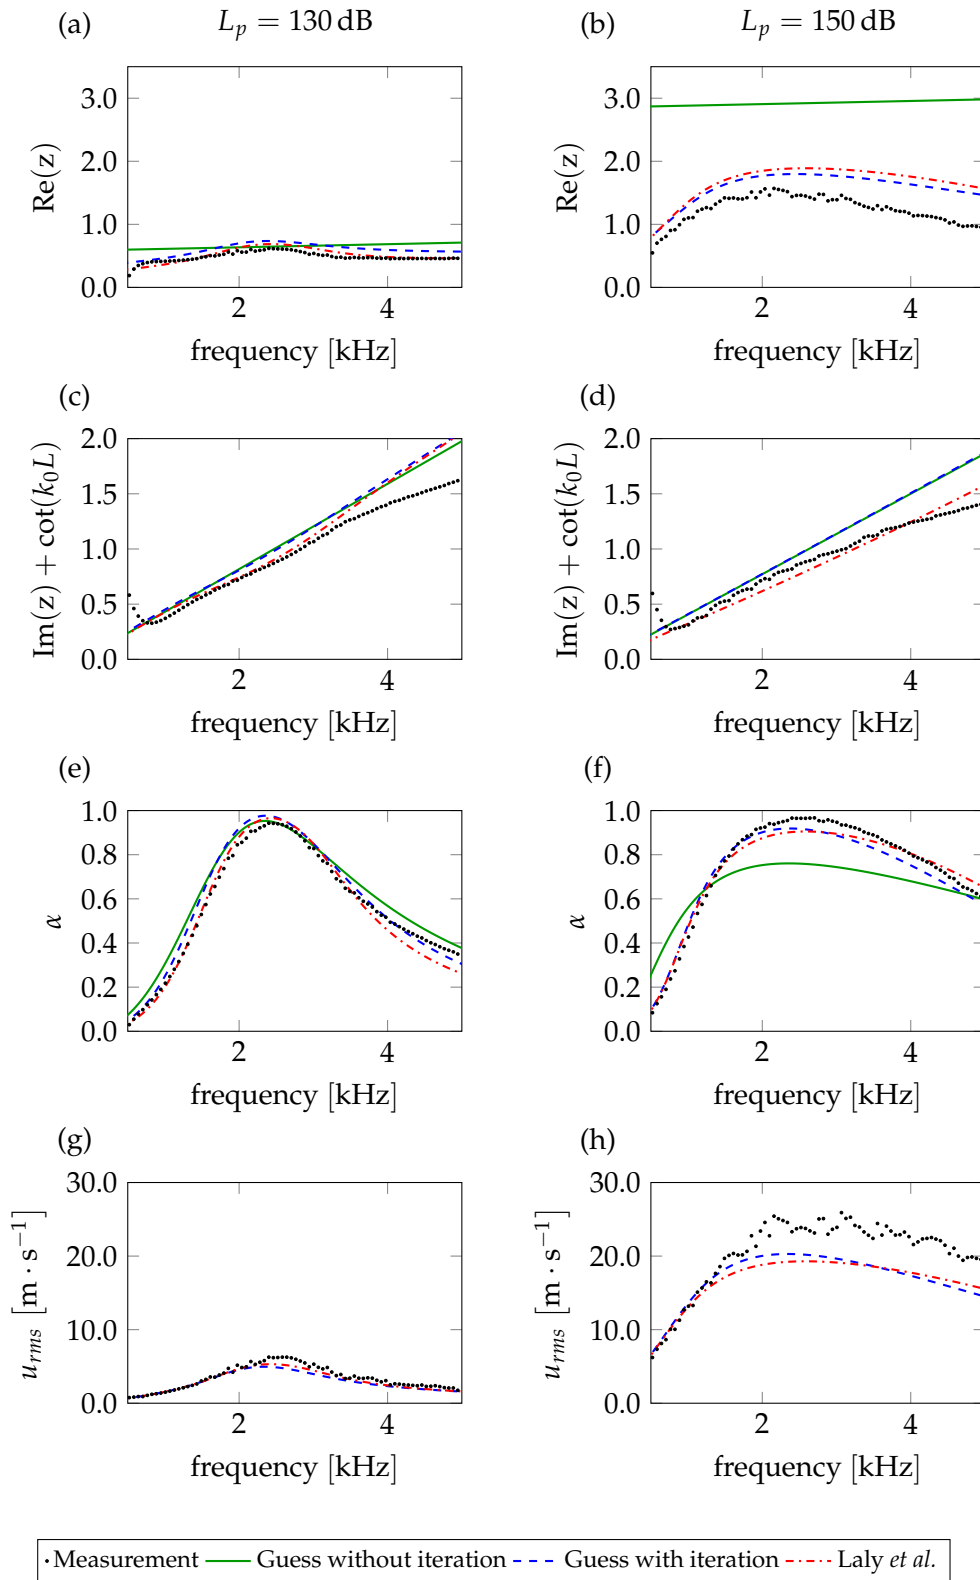 (a) L_p = 130 dB
(b) L_p = 150 dB
3.0
2.0
1.0
0.0
Re(z)
2 4
frequency [kHz]
3.0
2.0
1.0
0.0
Re(z)
2 4
frequency [kHz]
(c)
2.0
1.5
1.0
0.5
0.0
Im(z) + cot(k_0L)
2 4
frequency [kHz]
(d)
2.0
1.5
1.0
0.5
0.0
Im(z) + cot(k_0L)
2 4
frequency [kHz]
(e)
1.0
0.8
0.6
0.4
0.2
0.0
α
2 4
frequency [kHz]
(f)
1.0
0.8
0.6
0.4
0.2
0.0
α
2 4
frequency [kHz]
(g)
30.0
20.0
10.0
0.0
u_{rms} [m · s^{−1}]
2 4
frequency [kHz]
(h)
30.0
20.0
10.0
0.0
u_{rms} [m · s^{−1}]
2 4
frequency [kHz]
Measurement Guess without iteration Guess with iteration Laly et al.